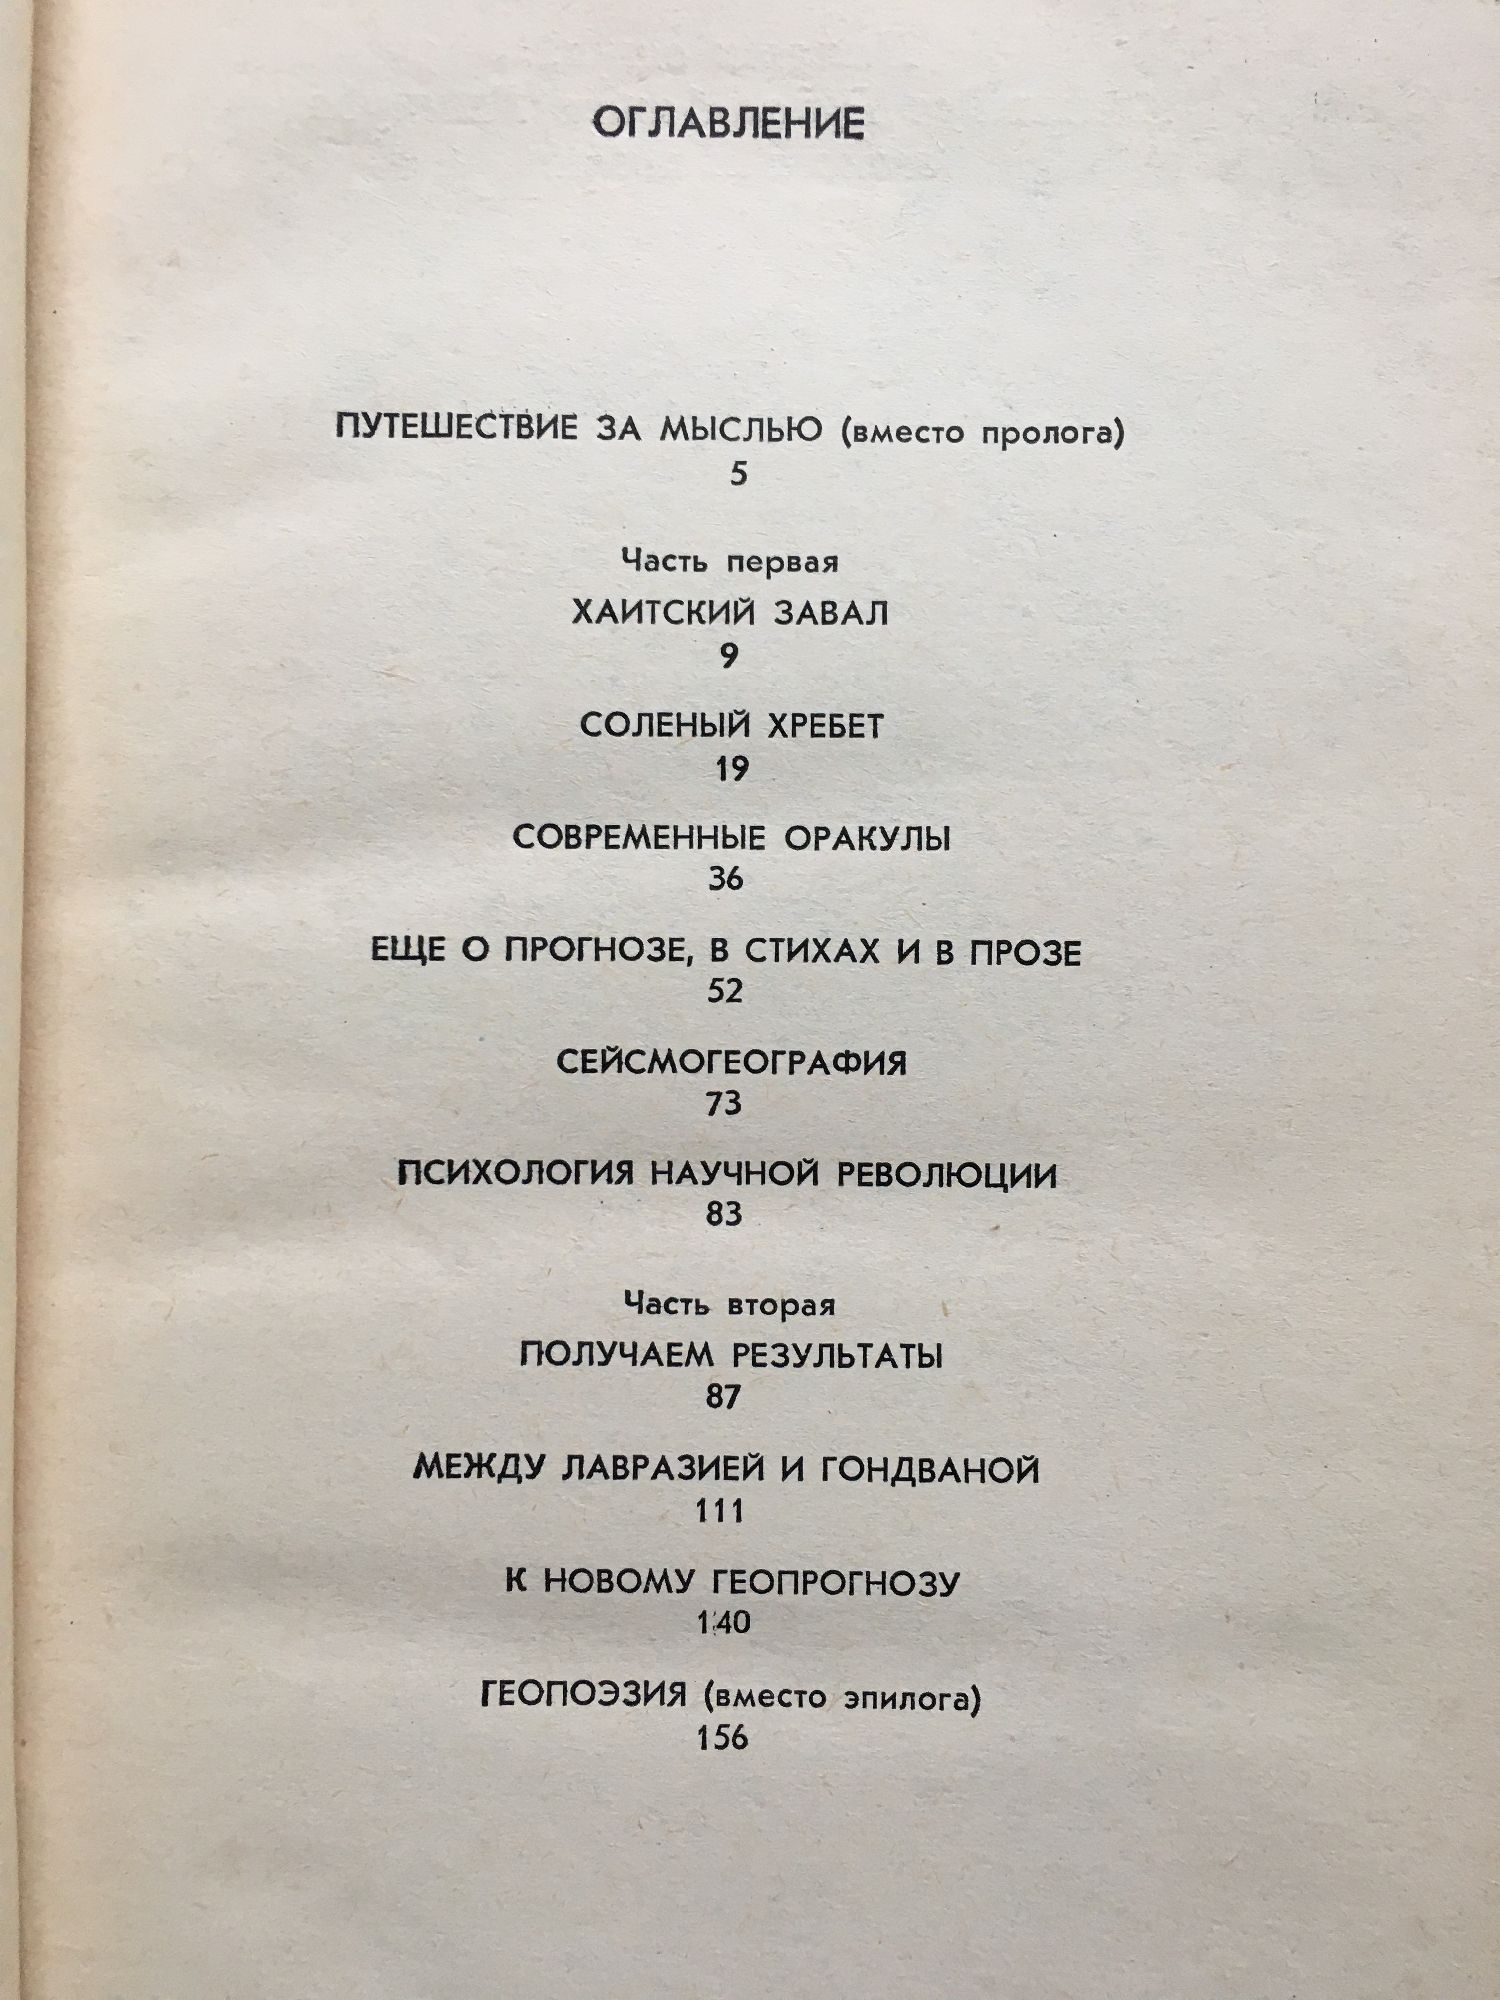 ОГЛАВЛЕНИЕ
ПУТЕШЕСТВИЕ ЗА МЫСЛЬЮ (вместо пролога)
5
Часть первая
ХАИТСКИЙ ЗАВАЛ
9
СОЛЕНЫЙ ХРЕБЕТ
19
СОВРЕМЕННЫЕ ОРАКУЛЫ
36
ЕЩЕ О ПРОГНОЗЕ, В СТИХАХ И В ПРОЗЕ
52
СЕЙСМОГЕОГРАФИЯ
73
ПСИХОЛОГИЯ НАУЧНОЙ РЕВОЛЮЦИИ
83
Часть вторая
ПОЛУЧАЕМ РЕЗУЛЬТАТЫ
87
МЕЖДУ ЛАВРАЗИЕЙ И ГОНДВАНОЙ
111
К НОВОМУ ГЕОПРОГНОЗУ
140
ГЕОПОЭЗИЯ (вместо эпилога)
156